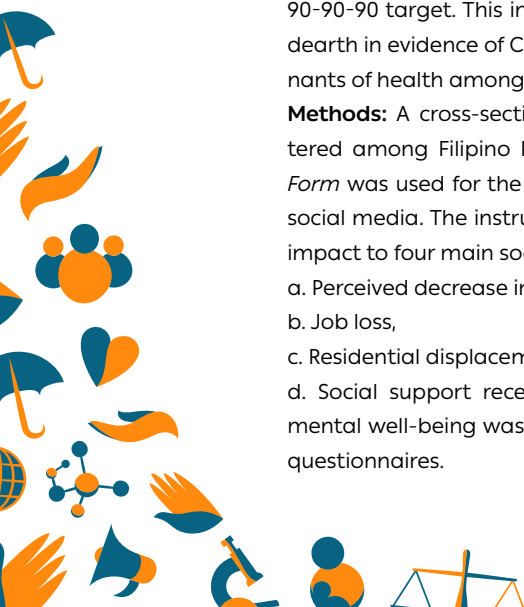 90-90-90 target. This in
dearth in evidence of C
nants of health among
Methods: A cross-secti
tered among Filipino
Form was used for the
social media. The instru
impact to four main so
a. Perceived decrease in
b. Job loss,
c. Residential displacem
d. Social support rece
mental well-being was
questionnaires.